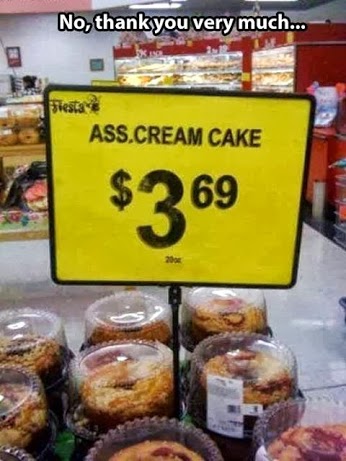 No, thank you very much...
Fiesta
ASS.CREAM CAKE
$3 69
20oz